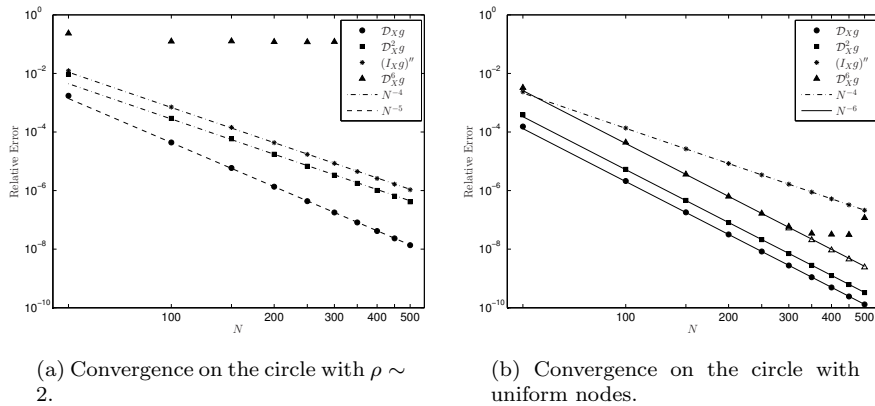 10^0
10^{-2}
10^{-4}
10^{-6}
10^{-8}
10^{-10}
Relative Error
100
200
300
400
500
N
𝒟_X g
𝒟_X^2 g
(I_X g)''
𝒟_X^6 g
N^{-4}
N^{-5}
(a) Convergence on the circle with ρ ∼
2.
10^0
10^{-2}
10^{-4}
10^{-6}
10^{-8}
10^{-10}
Relative Error
100
200
300
400
500
N
𝒟_X g
𝒟_X^2 g
(I_X g)''
𝒟_X^6 g
N^{-4}
N^{-6}
(b) Convergence on the circle with
uniform nodes.